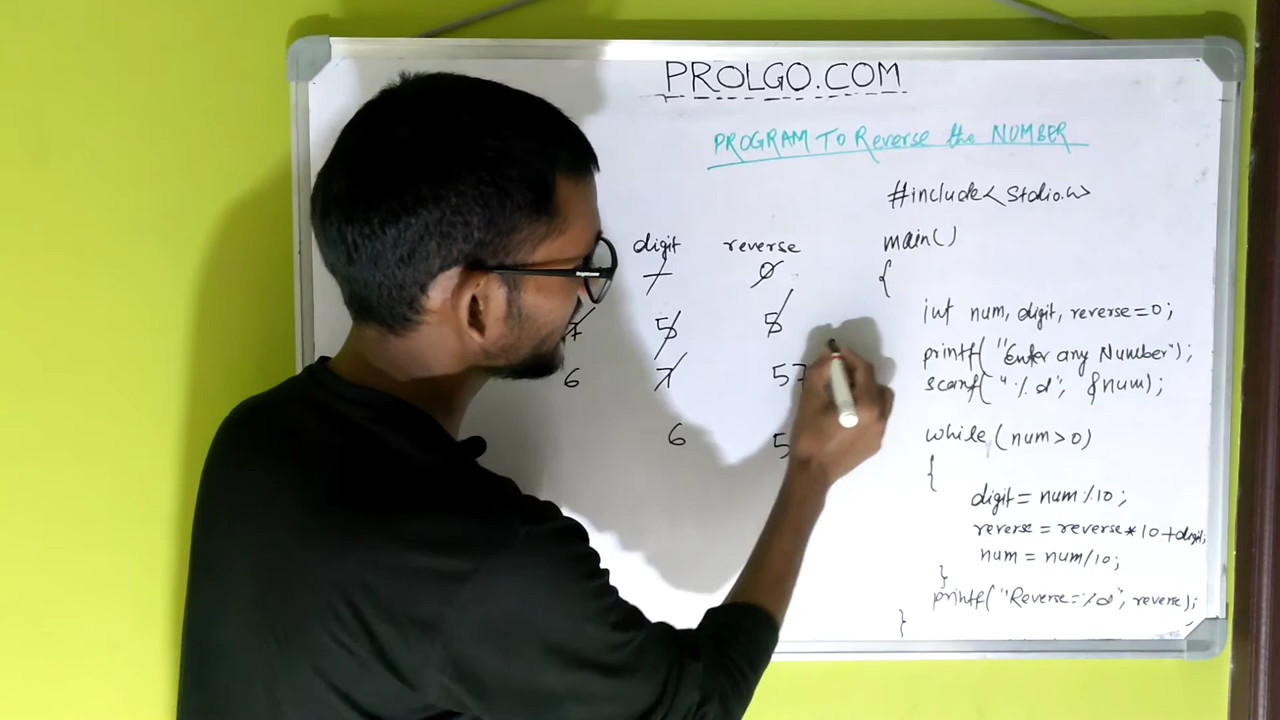 PROLGO.COM
PROGRAM TO Reverse the NUMBER
digit reverse
0
7 5 5
6 7 57
6 5
#include<stdio.h>
main()
{
int num, digit, reverse=0;
printf("Enter any Number");
scanf("%d", &num);
while(num>0)
{
digit = num%10;
reverse = reverse*10+digit;
num = num/10;
}
printf("Reverse=%d", reverse);
}